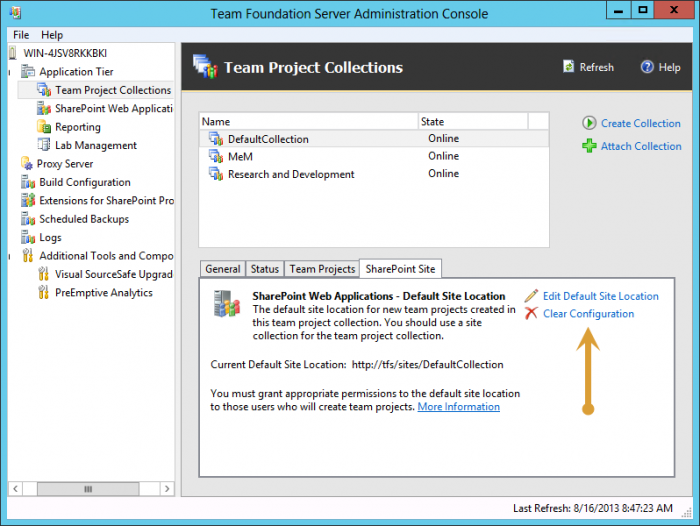 Team Foundation Server Administration Console
File Help
WIN-4JSV8RKKBKI
Application Tier
Team Project Collections
SharePoint Web Applicati
Reporting
Lab Management
Proxy Server
Build Configuration
Extensions for SharePoint Pro
Scheduled Backups
Logs
Additional Tools and Compo
Visual SourceSafe Upgrad
PreEmptive Analytics
Team Project Collections
Refresh
Help
Name State
DefaultCollection Online
MeM Online
Research and Development Online
Create Collection
Attach Collection
General Status Team Projects SharePoint Site
SharePoint Web Applications - Default Site Location
The default site location for new team projects created in
this team project collection. You should use a site
collection for the team project collection.
Edit Default Site Location
Clear Configuration
Current Default Site Location: http://tfs/sites/DefaultCollection
You must grant appropriate permissions to the default site location
to those users who will create team projects. More Information
Last Refresh: 8/16/2013 8:47:23 AM